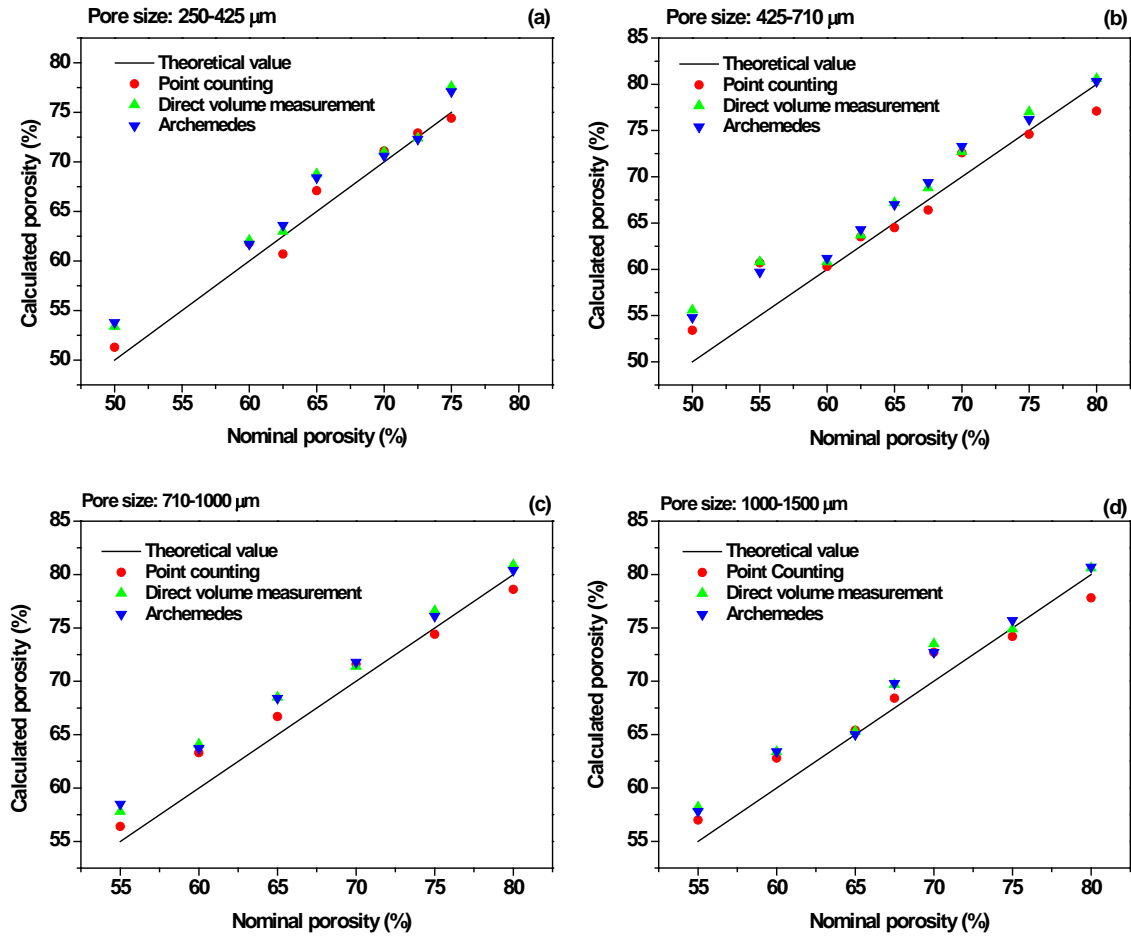 Pore size: 250-425 µm (a)
Theoretical value
Point counting
Direct volume measurement
Archemedes
80
75
70
65
60
55
50
Calculated porosity (%)
50 55 60 65 70 75 80
Nominal porosity (%)
Pore size: 425-710 µm (b)
Theoretical value
Point counting
Direct volume measurement
Archemedes
85
80
75
70
65
60
55
50
Calculated porosity (%)
50 55 60 65 70 75 80
Nominal porosity (%)
Pore size: 710-1000 µm (c)
Theoretical value
Point counting
Direct volume measurement
Archemedes
85
80
75
70
65
60
55
Calculated porosity (%)
55 60 65 70 75 80
Nominal porosity (%)
Pore size: 1000-1500 µm (d)
Theoretical value
Point Counting
Direct volume measurement
Archemedes
85
80
75
70
65
60
55
Calculated porosity (%)
55 60 65 70 75 80
Nominal porosity (%)